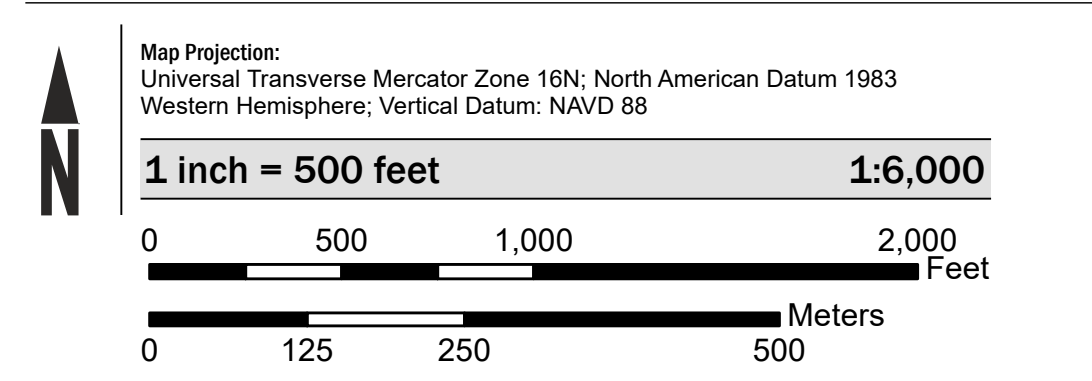 N
Map Projection:
Universal Transverse Mercator Zone 16N; North American Datum 1983
Western Hemisphere; Vertical Datum: NAVD 88
1 inch = 500 feet 1:6,000
0 500 1,000 2,000
Feet
Meters
0 125 250 500